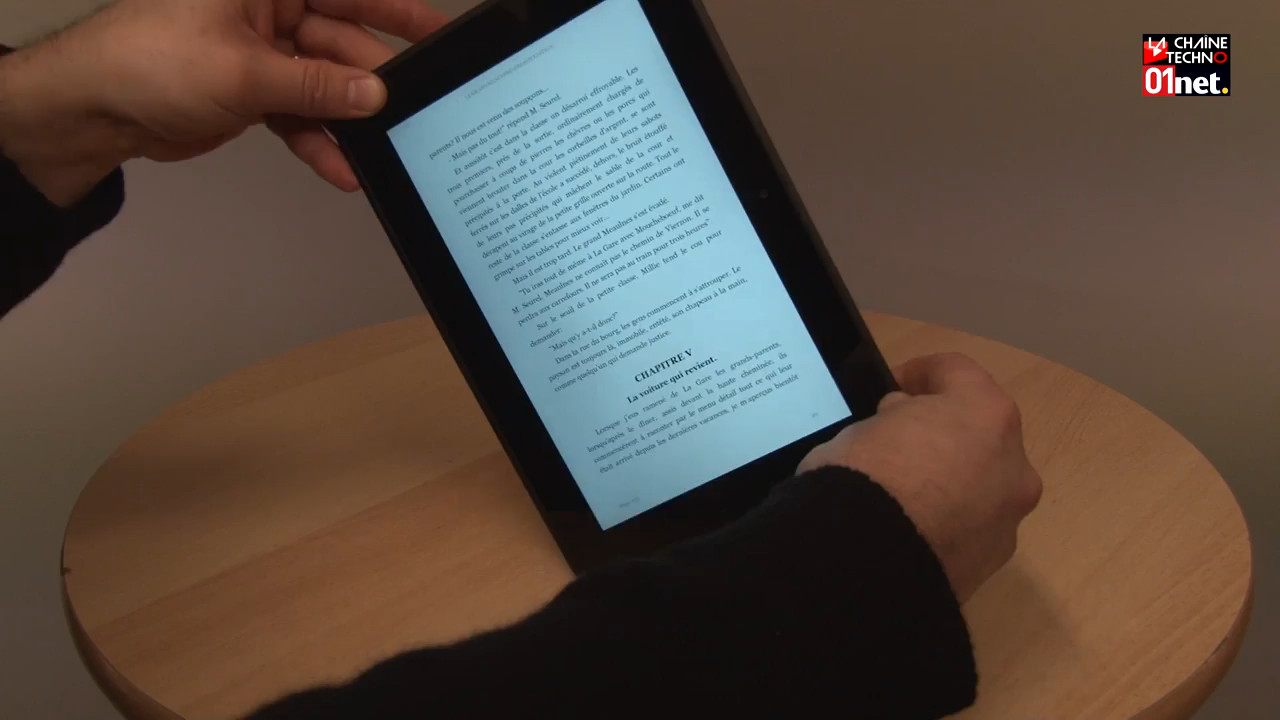 LA CHAÎNE
TECHNO
01net.
parents? Il nous est venu des soupçons...
- Mais pas du tout!" répond M. Seurel.
Et aussitôt c'est dans la classe un désarroi effroyable. Les
trois premiers, près de la sortie, ordinairement chargés de
pourchasser à coups de pierres les chèvres ou les porcs qui
viennent brouter dans la cour les corbeilles d'argent, se sont
précipités à la porte. Au violent piétinement de leurs sabots
ferrés sur les dalles de l'école a succédé, dehors, le bruit étouffé
de leurs pas précipités qui mâchent le sable de la cour et
dérapent au virage de la petite grille ouverte sur la route. Tout le
reste de la classe s'entasse aux fenêtres du jardin. Certains ont
grimpé sur les tables pour mieux voir...
Mais il est trop tard. Le grand Meaulnes s'est évadé.
"Tu iras tout de même à La Gare avec Moucheboeuf, me dit
M. Seurel. Meaulnes ne connaît pas le chemin de Vierzon. Il se
perdra aux carrefours. Il ne sera pas au train pour trois heures"
Sur le seuil de la petite classe. Millie tend le cou pour
demander:
"Mais qu'y a-t-il donc?"
Dans la rue du bourg, les gens commencent à s'attrouper. Le
paysan est toujours là, immobile, entêté, son chapeau à la main,
comme quelqu'un qui demande justice.
CHAPITRE V
La voiture qui revient.
Lorsque j'eus ramené de La Gare les grands-parents,
lorsqu'après le dîner, assis devant la haute cheminée, ils
commencèrent à raconter par le menu détail tout ce qui leur
était arrivé depuis les dernières vacances, je m'aperçus bientôt